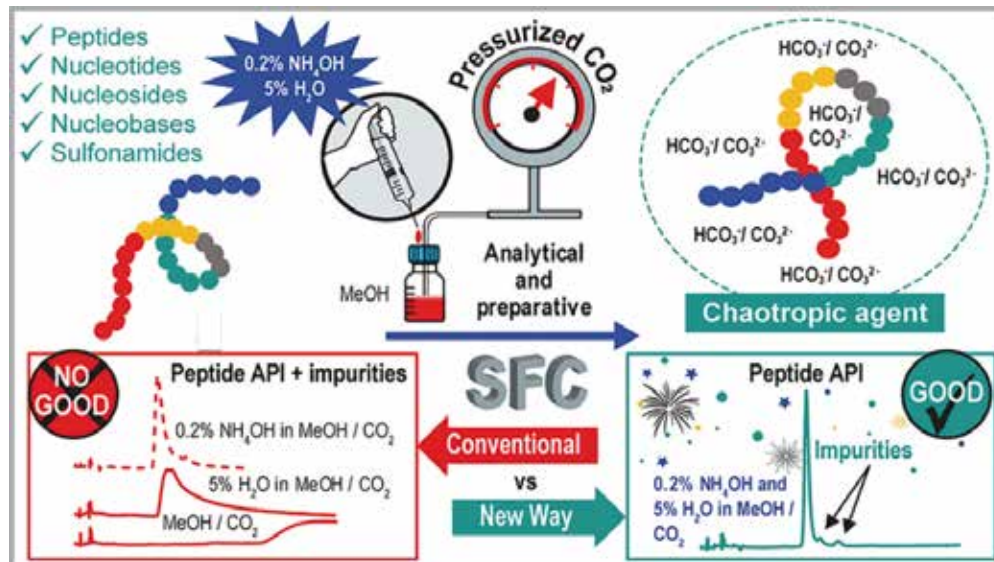 ✓ Peptides
✓ Nucleotides
✓ Nucleosides
✓ Nucleobases
✓ Sulfonamides
0.2% NH₄OH
5% H₂O
MeOH
Pressurized CO₂
Analytical
and
preparative
HCO₃⁻/ CO₃²⁻
HCO₃⁻/
CO₃²⁻
HCO₃⁻/ CO₃²⁻
HCO₃⁻/ CO₃²⁻
HCO₃⁻/ CO₃²⁻
HCO₃⁻/ CO₃²⁻
Chaotropic agent
NO
GOOD
Peptide API + impurities
0.2% NH₄OH in MeOH / CO₂
5% H₂O in MeOH / CO₂
MeOH / CO₂
SFC
Conventional
vs
New Way
Peptide API
GOOD
Impurities
0.2% NH₄OH and
5% H₂O in MeOH /
CO₂